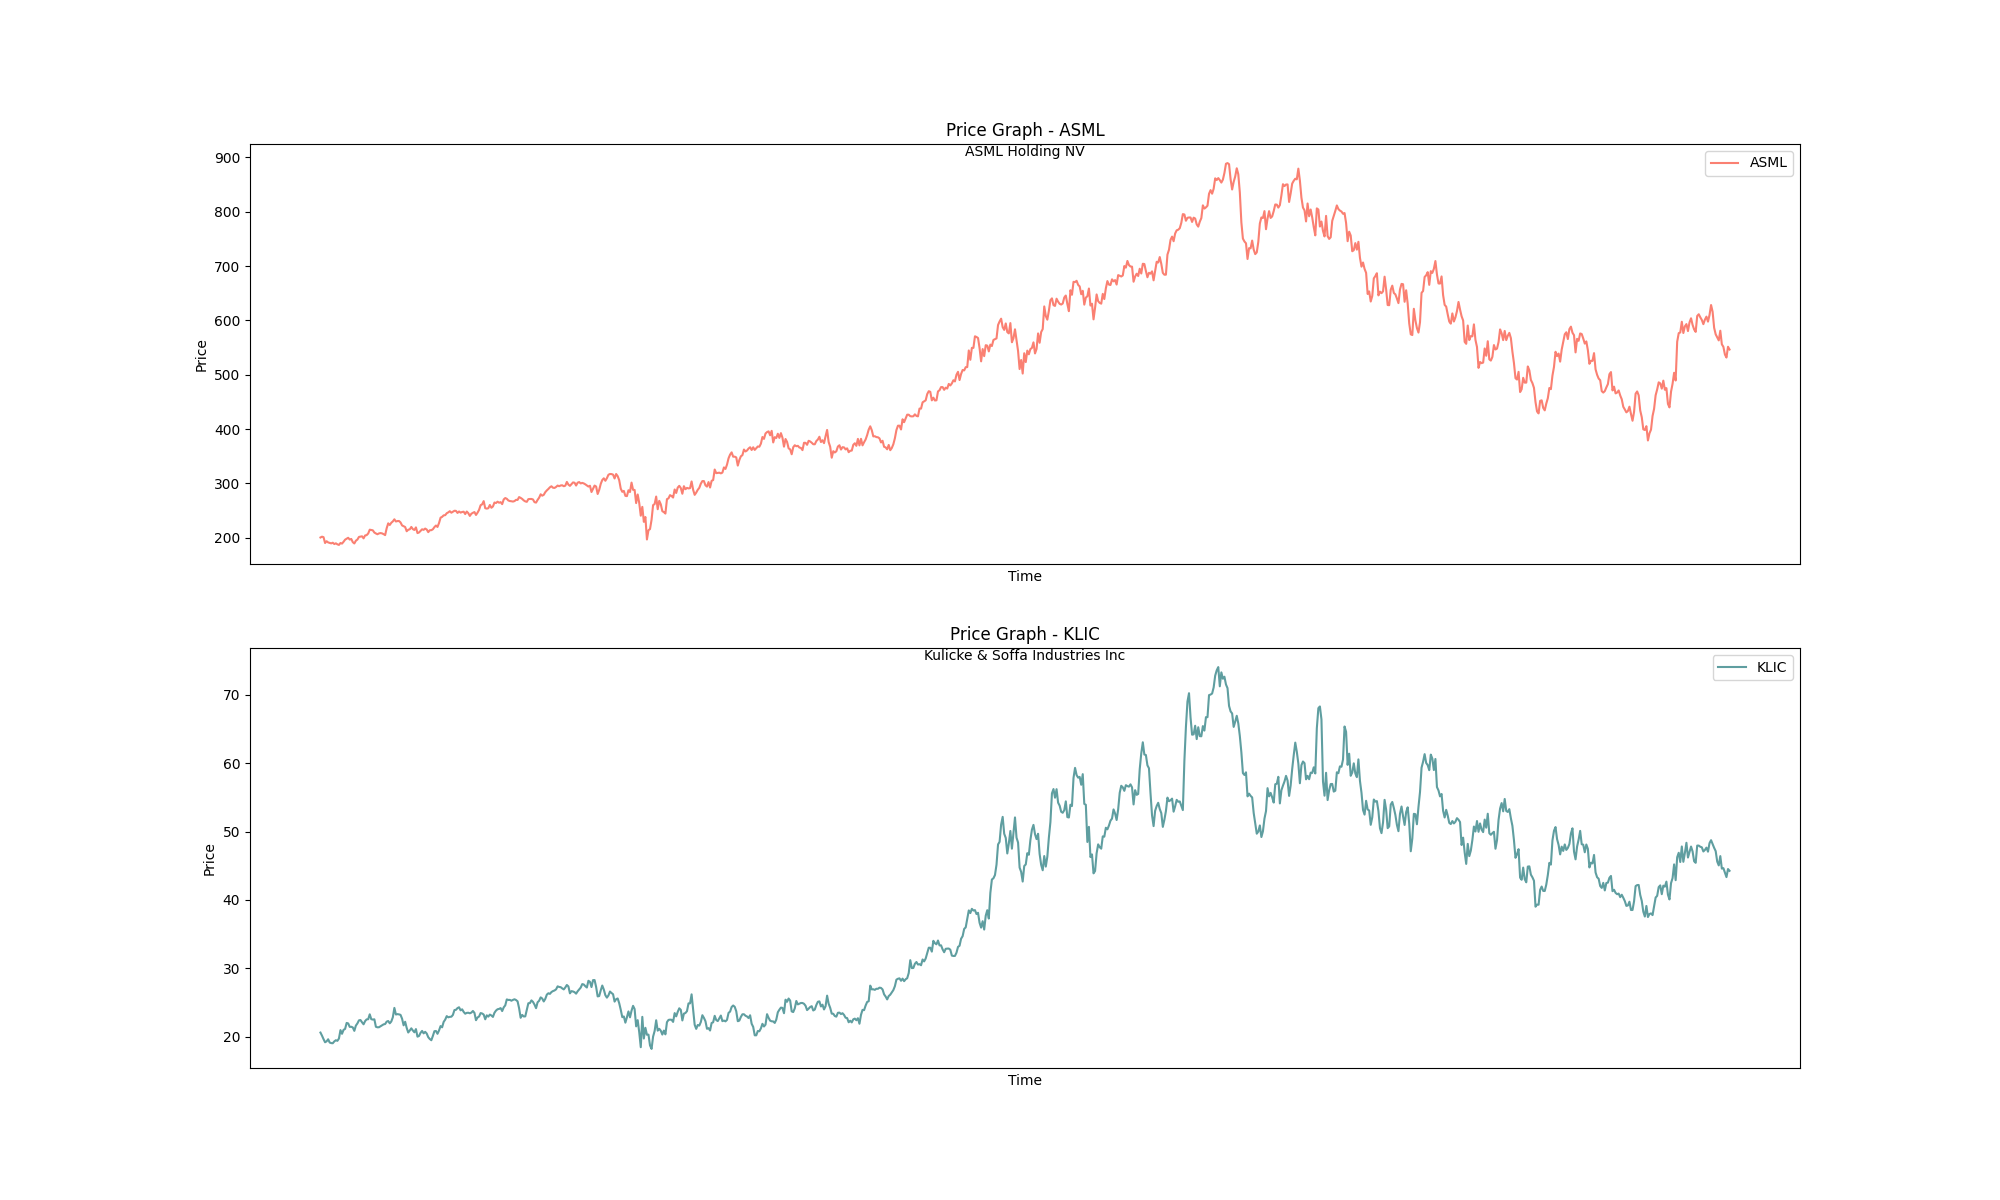 Price Graph - ASML
ASML Holding NV
ASML
900
800
700
600
500
400
300
200
Price
Time
Price Graph - KLIC
Kulicke & Soffa Industries Inc
KLIC
70
60
50
40
30
20
Price
Time